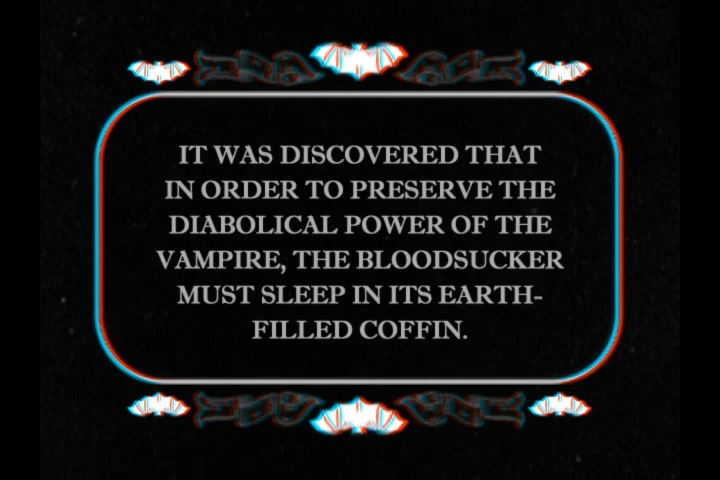 IT WAS DISCOVERED THAT
IN ORDER TO PRESERVE THE
DIABOLICAL POWER OF THE
VAMPIRE, THE BLOODSUCKER
MUST SLEEP IN ITS EARTH-
FILLED COFFIN.